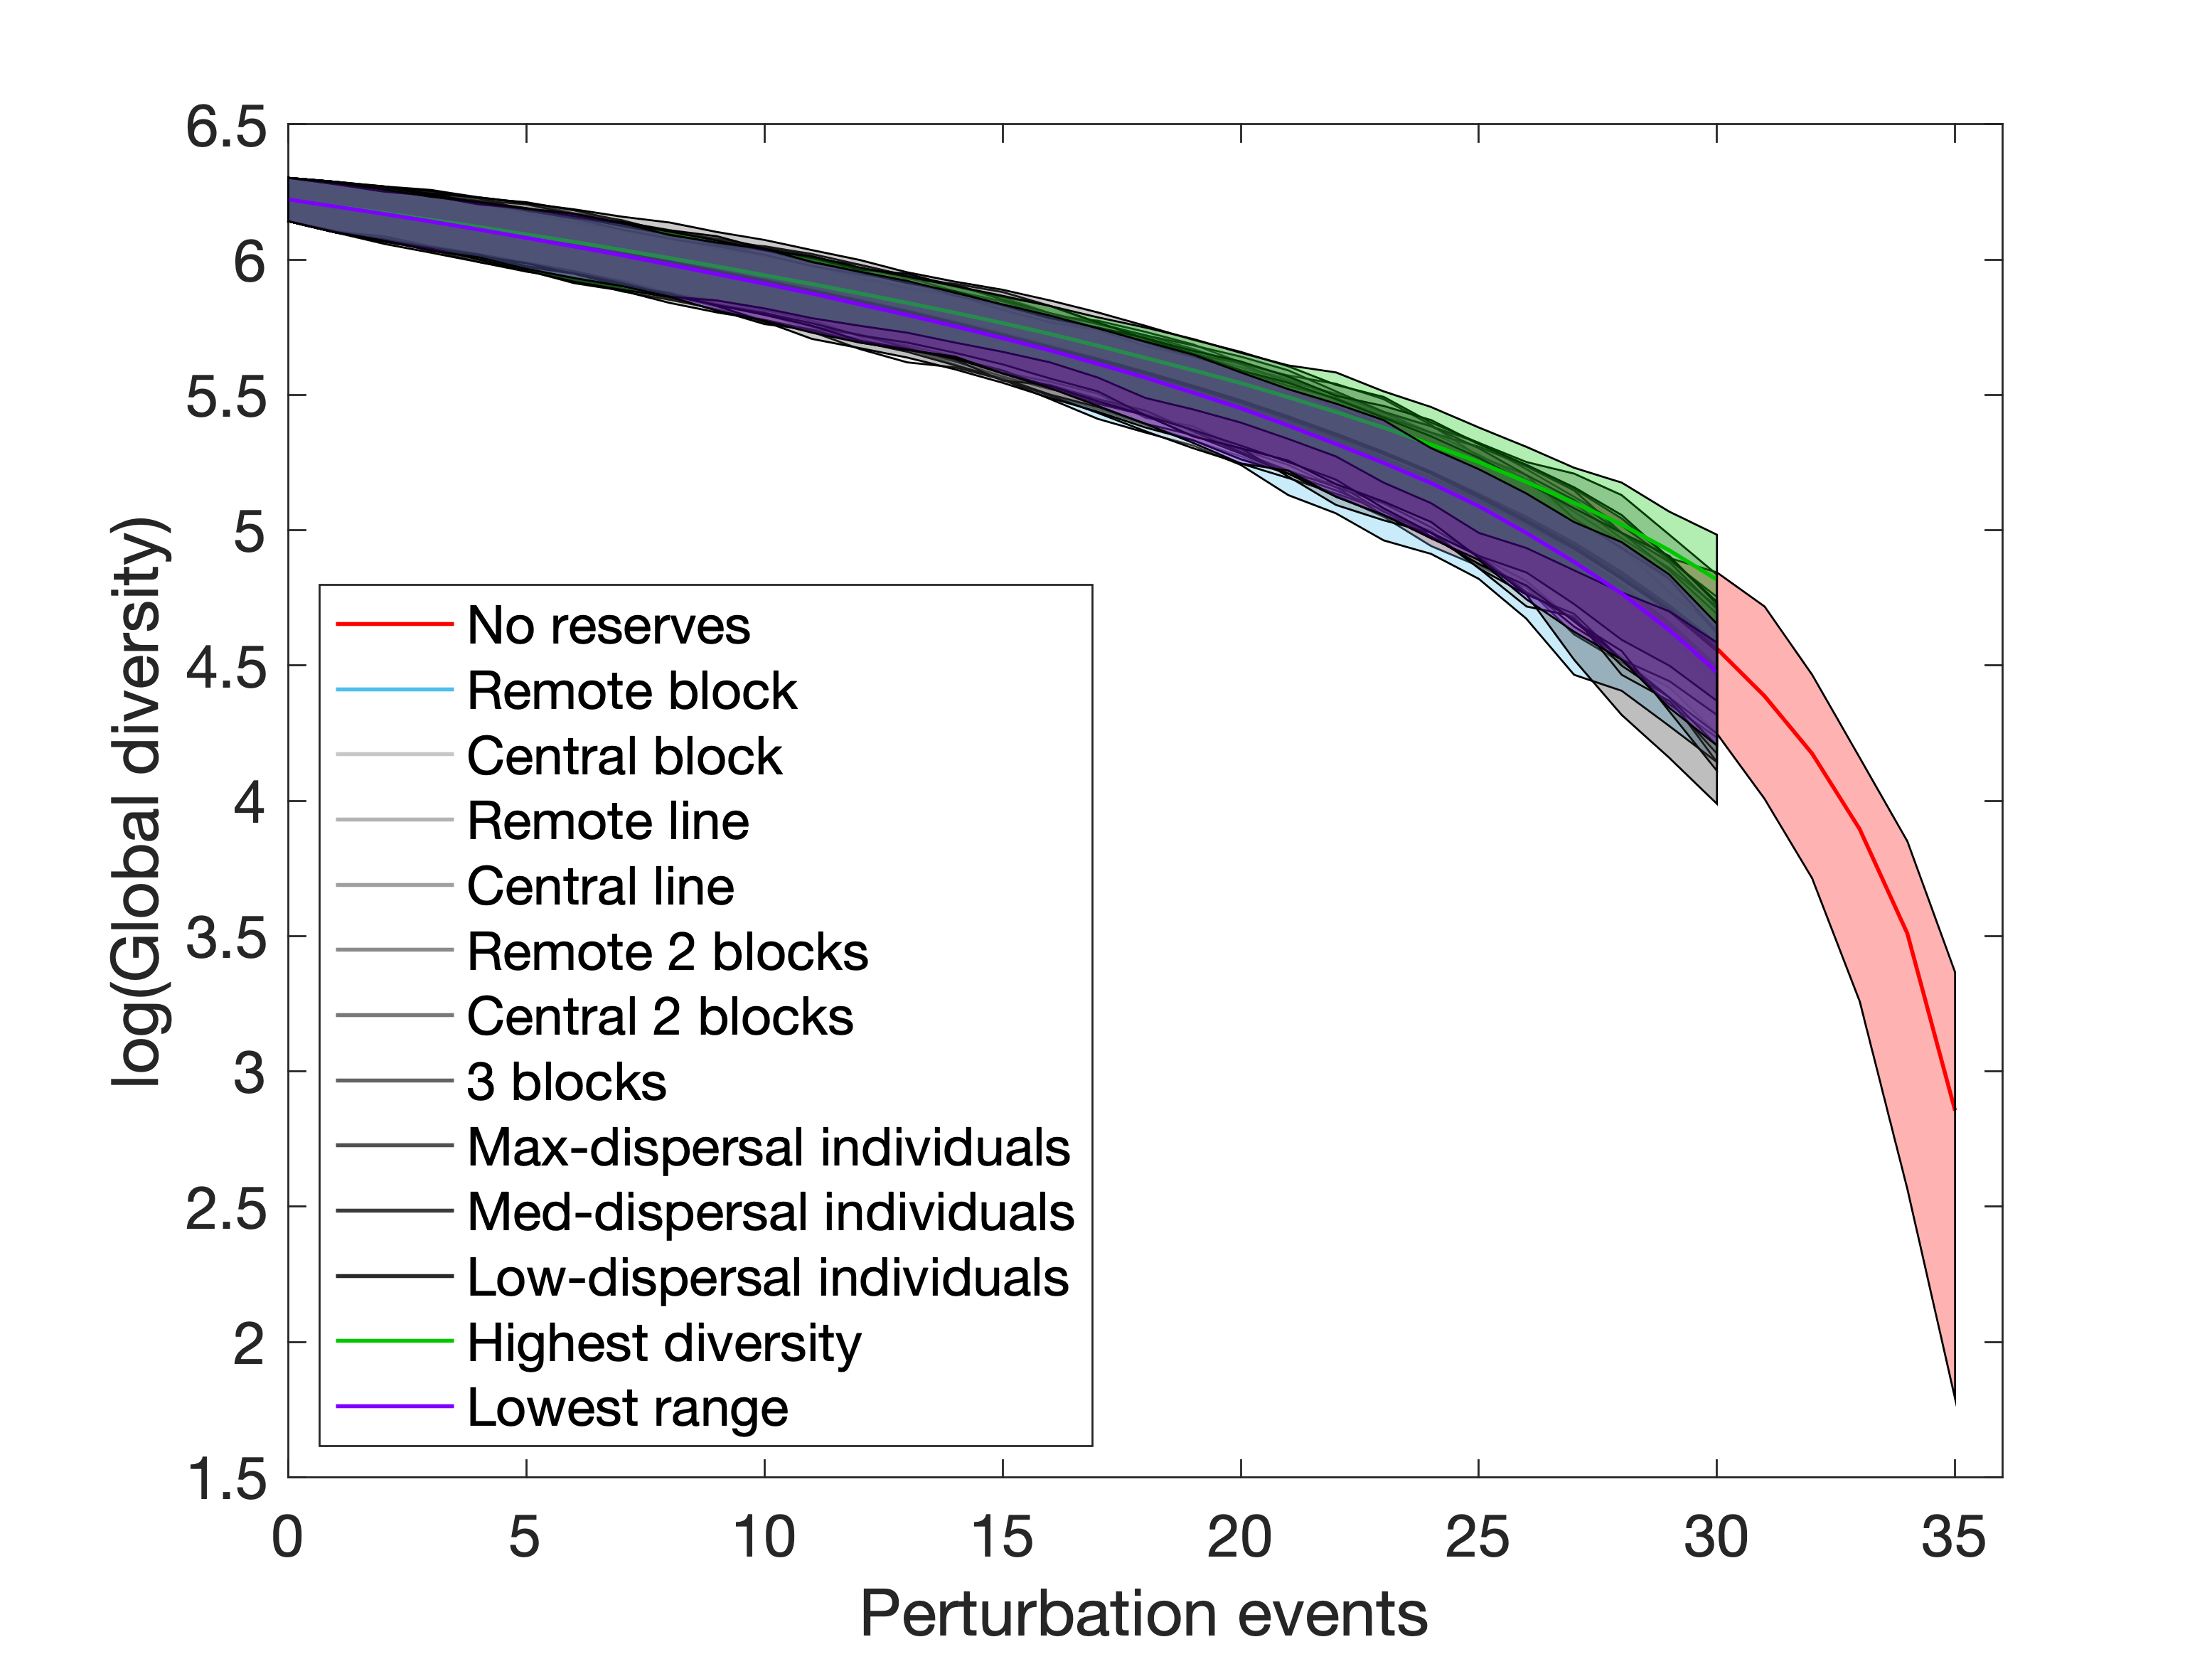 6.5
6
5.5
5
4.5
4
3.5
3
2.5
2
1.5
log(Global diversity)
No reserves
Remote block
Central block
Remote line
Central line
Remote 2 blocks
Central 2 blocks
3 blocks
Max-dispersal individuals
Med-dispersal individuals
Low-dispersal individuals
Highest diversity
Lowest range
0 5 10 15 20 25 30 35
Perturbation events